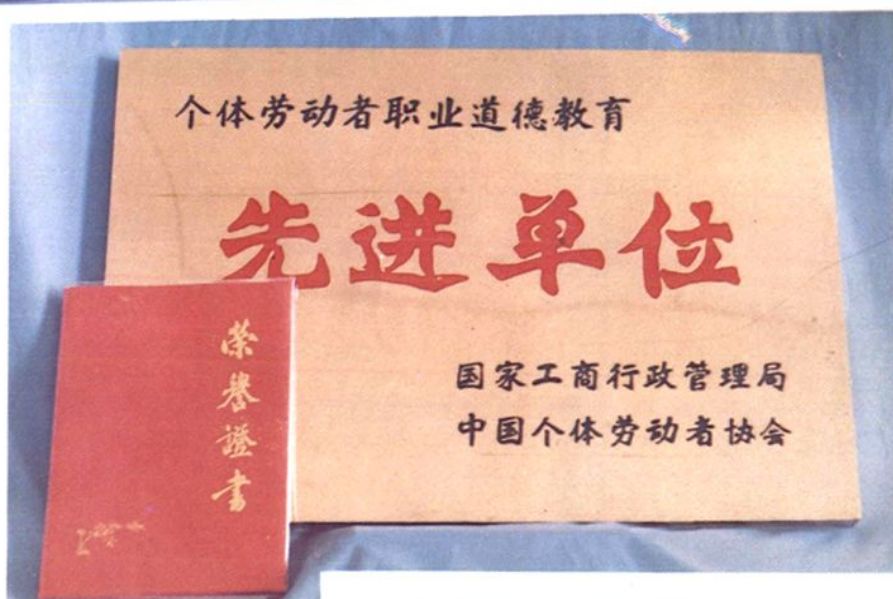 个体劳动者职业道德教育
先进单位
国家工商行政管理局
中国个体劳动者协会
荣誉證书